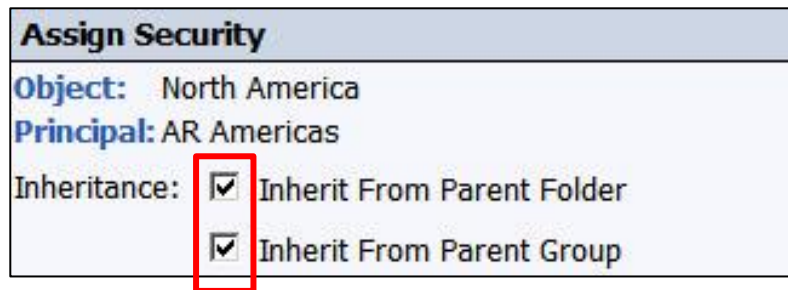 Assign Security
Object: North America
Principal: AR Americas
Inheritance: Inherit From Parent Folder
Inherit From Parent Group